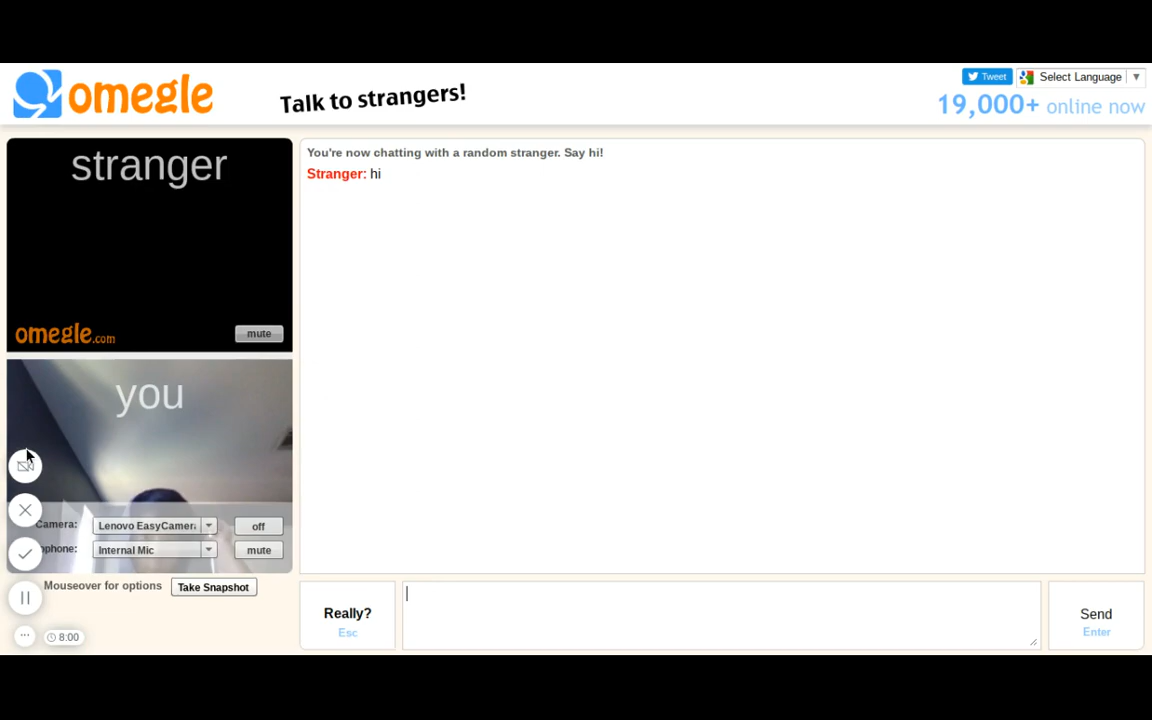 omegle
Talk to strangers!
Tweet
Select Language ▼
19,000+ online now
stranger
omegle.com
mute
you
Camera:
Lenovo EasyCamer
off
phone:
Internal Mic
mute
Mouseover for options
Take Snapshot
8:00
You're now chatting with a random stranger. Say hi!
Stranger: hi
Really?
Esc
Send
Enter